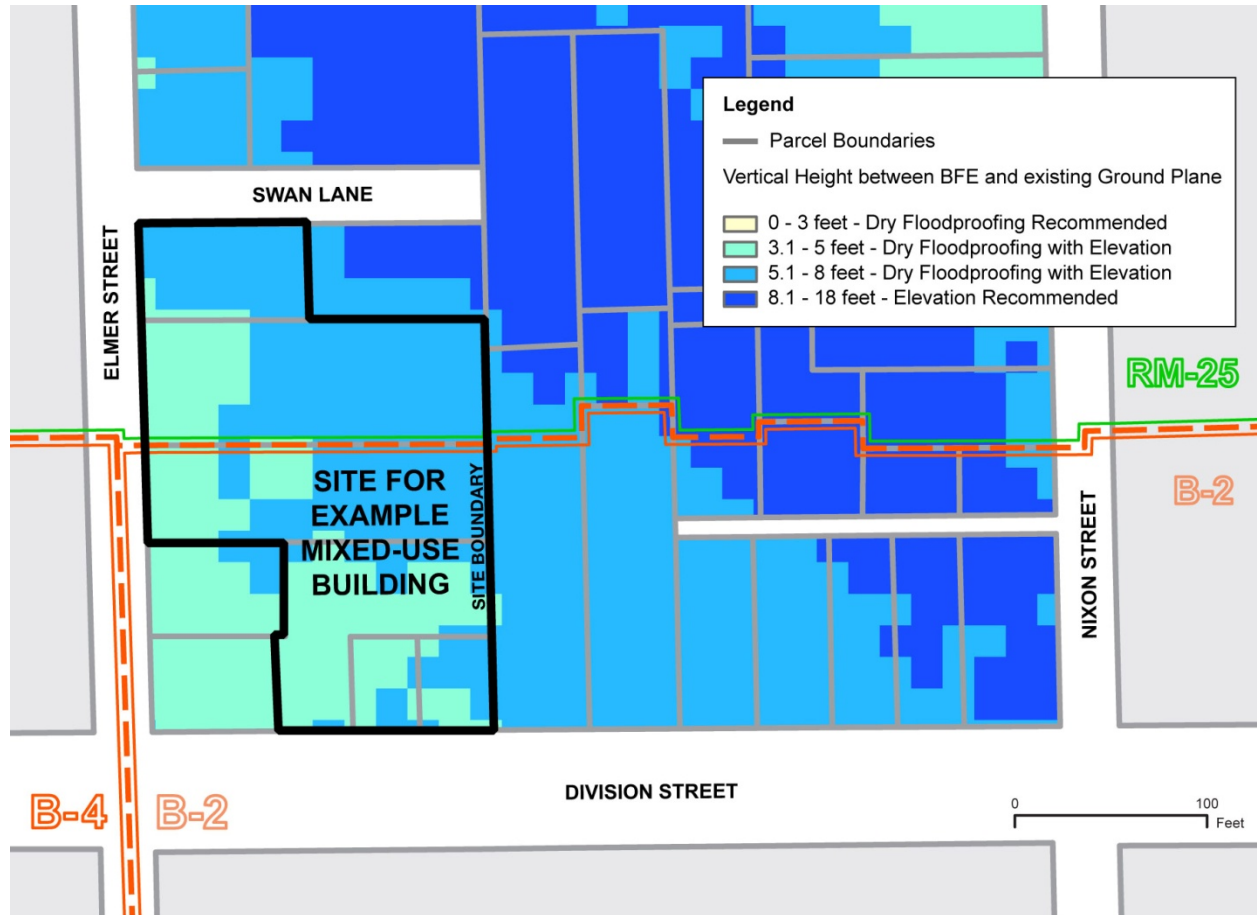 Legend
Parcel Boundaries
Vertical Height between BFE and existing Ground Plane
0 - 3 feet - Dry Floodproofing Recommended
3.1 - 5 feet - Dry Floodproofing with Elevation
5.1 - 8 feet - Dry Floodproofing with Elevation
8.1 - 18 feet - Elevation Recommended
SWAN LANE
ELMER STREET
RM-25
B-2
SITE FOR
EXAMPLE
MIXED-USE
BUILDING
SITE BOUNDARY
NIXON STREET
DIVISION STREET
B-4
B-2
0
100
Feet